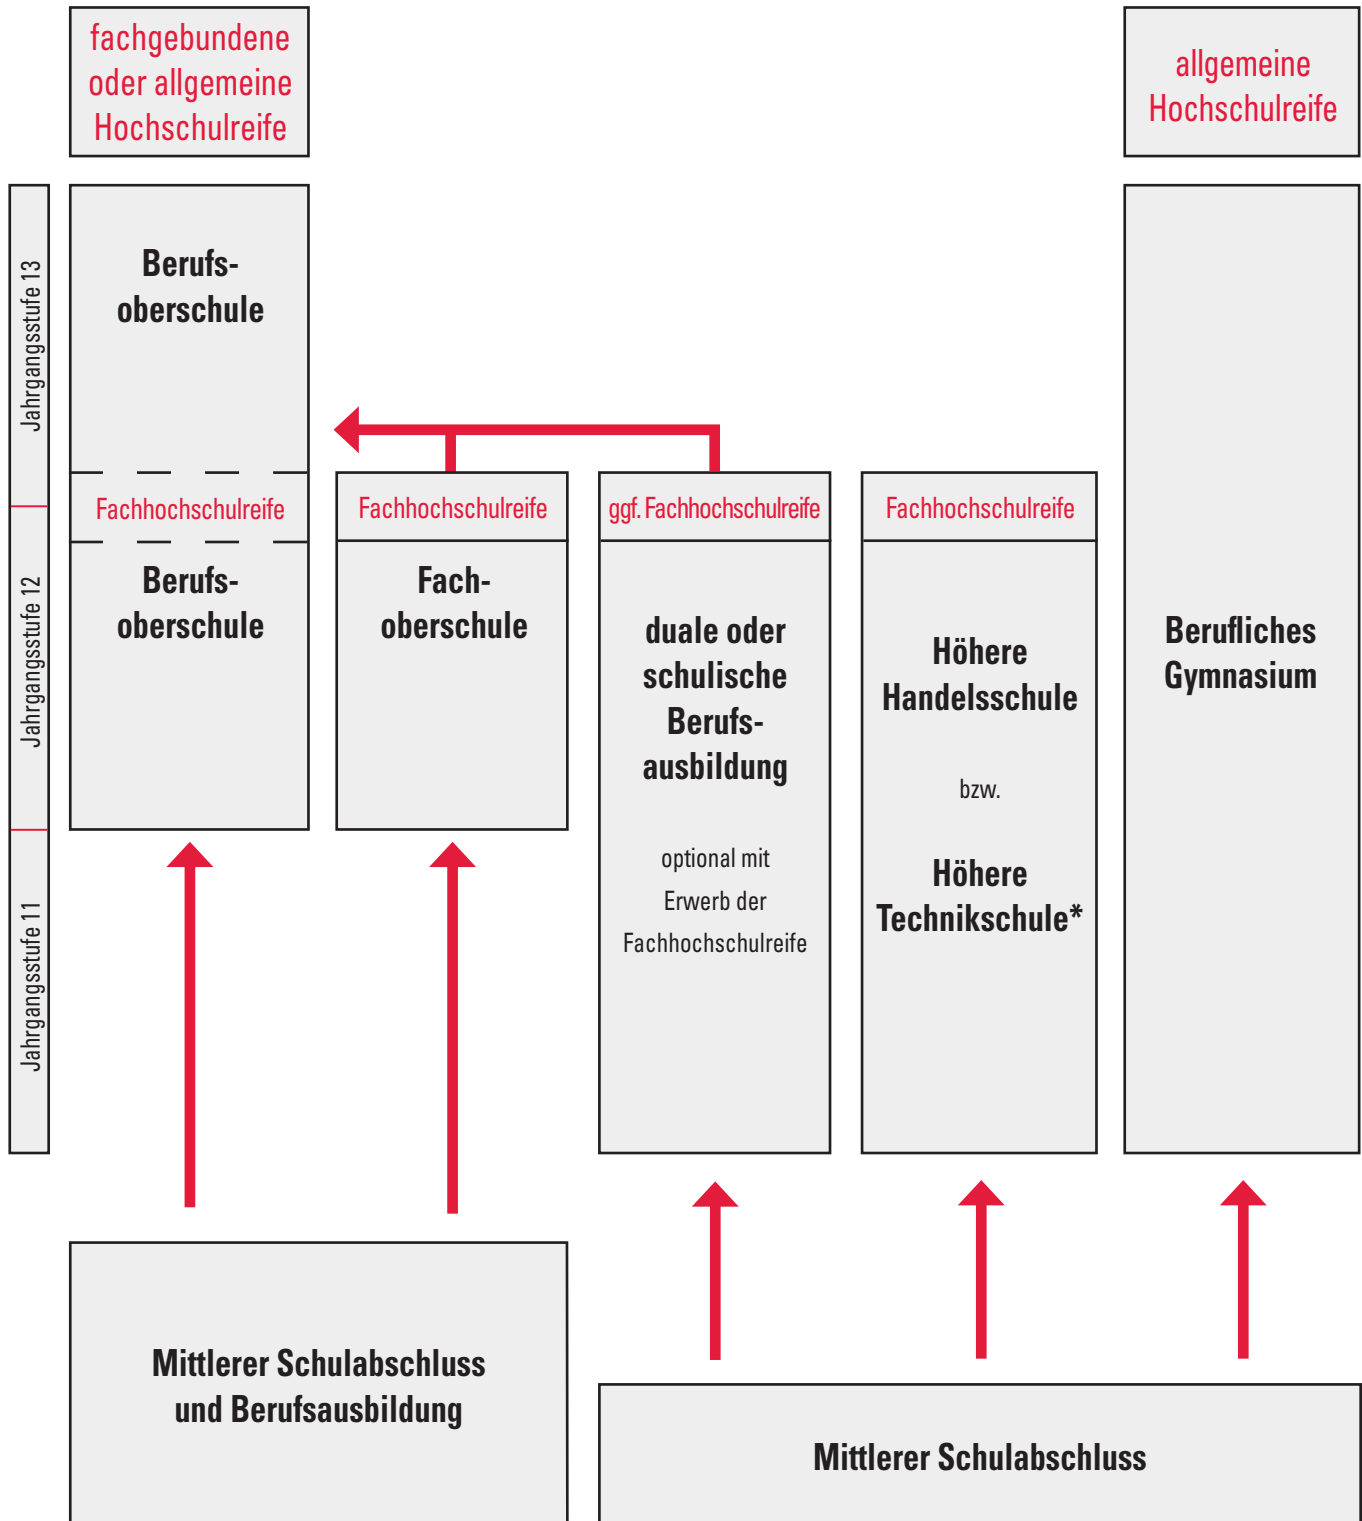 fachgebundene
oder allgemeine
Hochschulreife
allgemeine
Hochschulreife
Jahrgangsstufe 13
Jahrgangsstufe 12
Jahrgangsstufe 11
Berufs-
oberschule
Fachhochschulreife
Berufs-
oberschule
Fachhochschulreife
Fach-
oberschule
ggf. Fachhochschulreife
duale oder
schulische
Berufs-
ausbildung
optional mit
Erwerb der
Fachhochschulreife
Fachhochschulreife
Höhere
Handelsschule
bzw.
Höhere
Technikschule*
Berufliches
Gymnasium
Mittlerer Schulabschluss
und Berufsausbildung
Mittlerer Schulabschluss